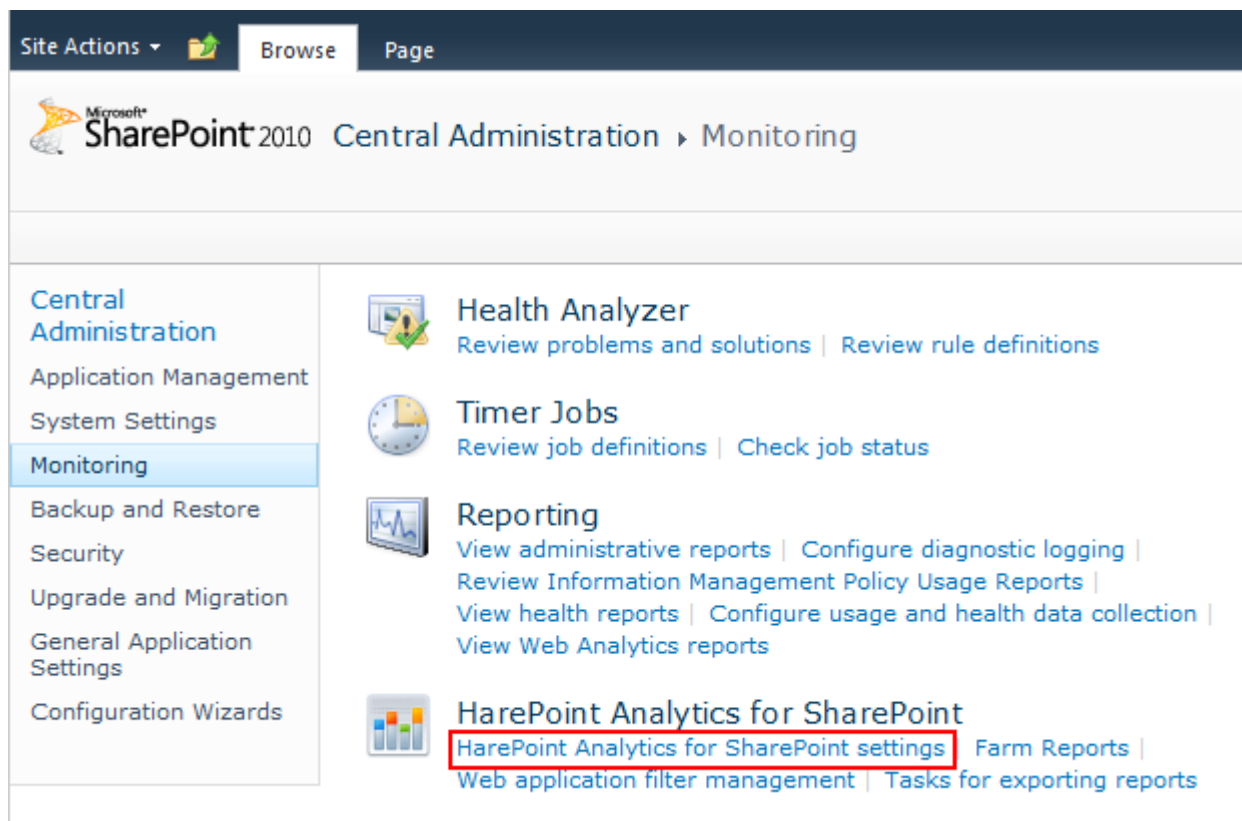 Site Actions Browse Page
Microsoft®
SharePoint 2010 Central Administration Monitoring
Central
Administration
Application Management
System Settings
Monitoring
Backup and Restore
Security
Upgrade and Migration
General Application
Settings
Configuration Wizards
Health Analyzer
Review problems and solutions | Review rule definitions
Timer Jobs
Review job definitions | Check job status
Reporting
View administrative reports | Configure diagnostic logging |
Review Information Management Policy Usage Reports |
View health reports | Configure usage and health data collection |
View Web Analytics reports
HarePoint Analytics for SharePoint
HarePoint Analytics for SharePoint settings | Farm Reports |
Web application filter management | Tasks for exporting reports